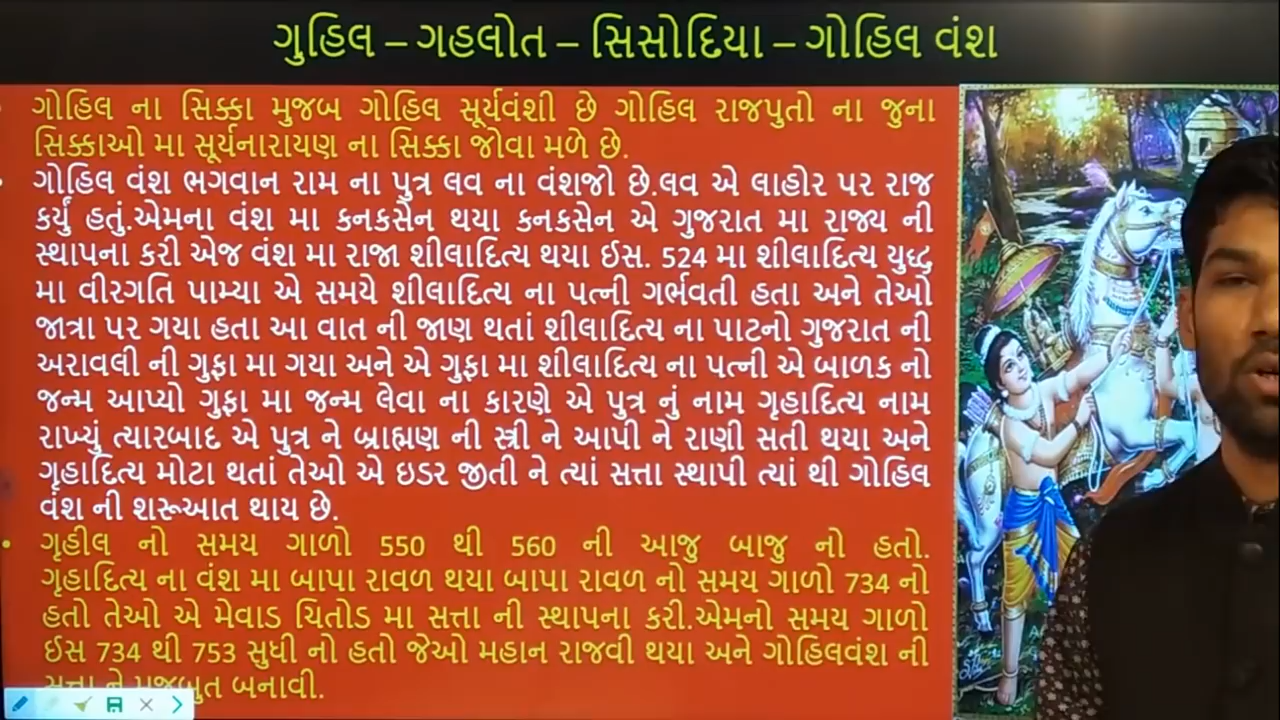 ગુહિલ – ગહલોત – સિસોદિયા – ગોહિલ વંશ
ગોહિલ ના સિક્કા મુજબ ગોહિલ સૂર્યવંશી છે ગોહિલ રાજપુતો ના જુના
સિક્કાઓ મા સૂર્યનારાયણ ના સિક્કા જોવા મળે છે.
ગોહિલ વંશ ભગવાન રામ ના પુત્ર લવ ના વંશજો છે.લવ એ લાહોર પર રાજ
કર્યું હતું.એમના વંશ મા કનકસેન થયા કનકસેન એ ગુજરાત મા રાજ્ય ની
સ્થાપના કરી એજ વંશ મા રાજા શીલાદિત્ય થયા ઇસ. 524 મા શીલાદિત્ય યુદ્ધ
મા વીરગતિ પામ્યા એ સમયે શીલાદિત્ય ના પત્ની ગર્ભવતી હતા અને તેઓ
જાત્રા પર ગયા હતા આ વાત ની જાણ થતાં શીલાદિત્ય ના પાટનો ગુજરાત ની
અરાવલી ની ગુફા મા ગયા અને એ ગુફા મા શીલાદિત્ય ના પત્ની એ બાળક નો
જન્મ આપ્યો ગુફા મા જન્મ લેવા ના કારણે એ પુત્ર નું નામ ગૃહાદિત્ય નામ
રાખ્યું ત્યારબાદ એ પુત્ર ને બ્રાહ્મણ ની સ્ત્રી ને આપી ને રાણી સતી થયા અને
ગૃહાદિત્ય મોટા થતાં તેઓ એ ઇડર જીતી ને ત્યાં સત્તા સ્થાપી ત્યાં થી ગોહિલ
વંશ ની શરૂઆત થાય છે.
ગૃહીલ નો સમય ગાળો 550 થી 560 ની આજુ બાજુ નો હતો.
ગૃહાદિત્ય ના વંશ મા બાપા રાવળ થયા બાપા રાવળ નો સમય ગાળો 734 નો
હતો તેઓ એ મેવાડ ચિતોડ મા સત્તા ની સ્થાપના કરી.એમનો સમય ગાળો
ઇસ 734 થી 753 સુધી નો હતો જેઓ મહાન રાજવી થયા અને ગોહિલવંશ ની
સત્તા ને મજબુત બનાવી.